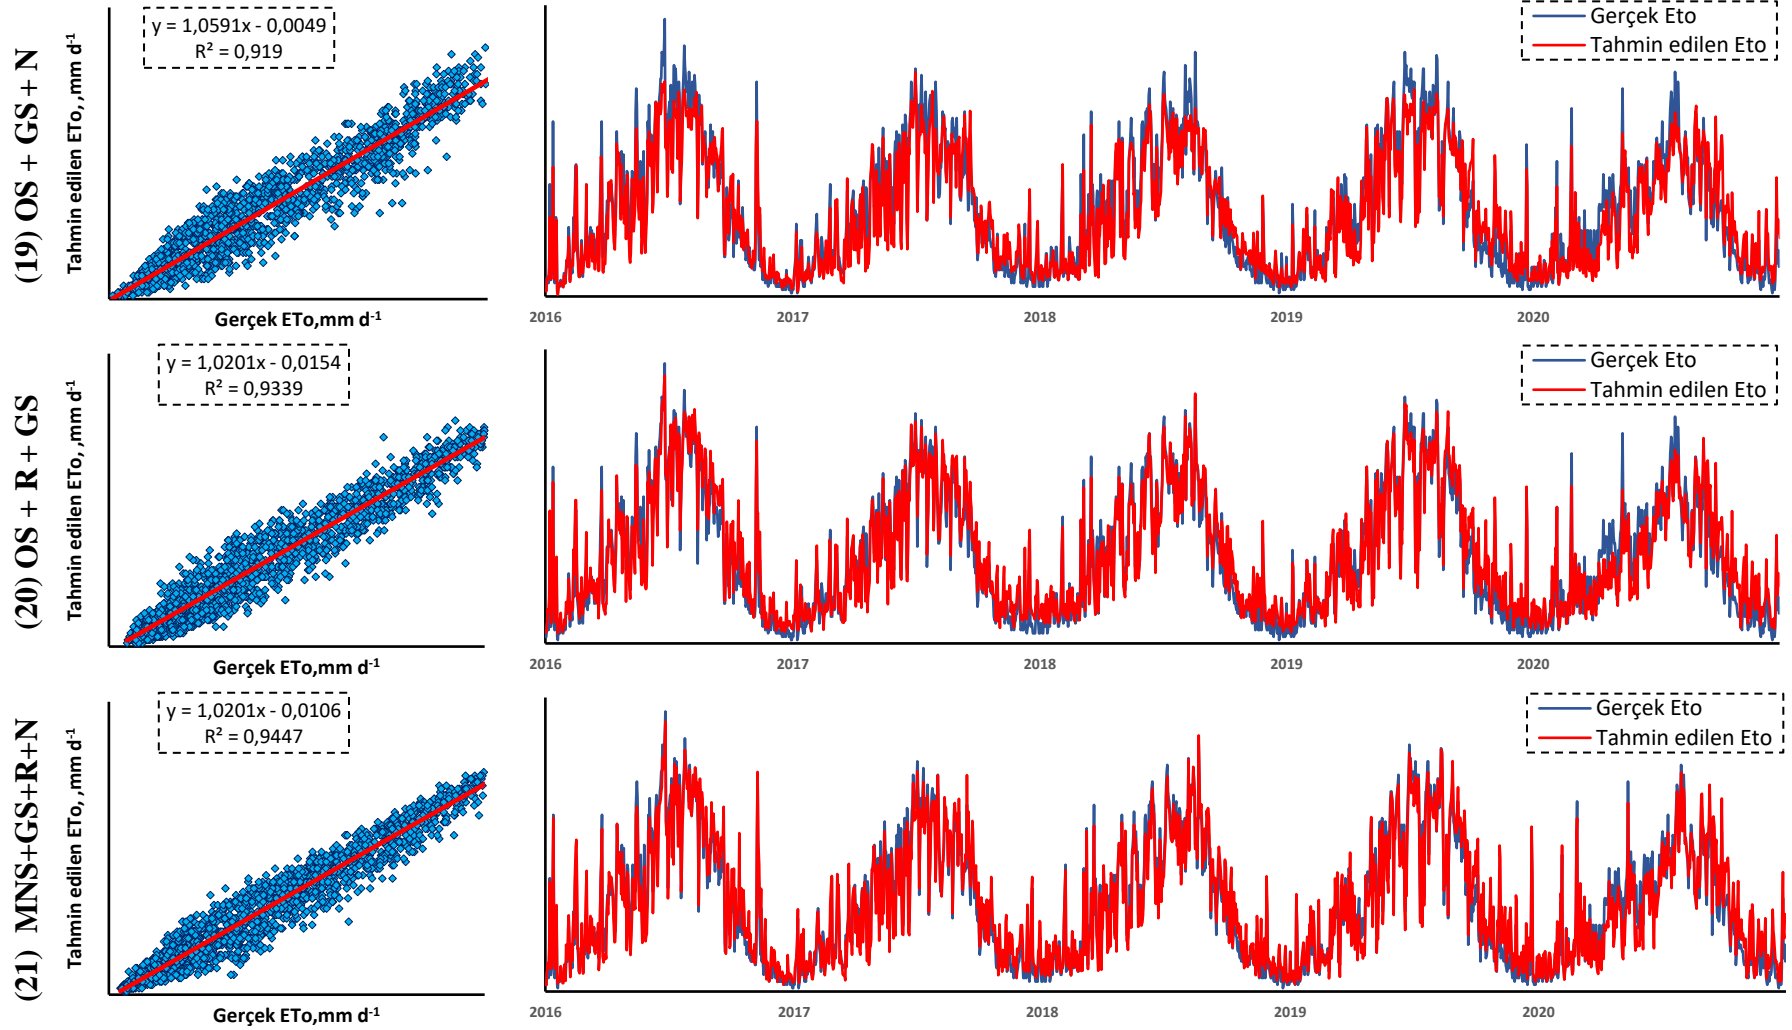 (19) OS + GS + N
Tahmin edilen ETo, ,mm d-1
y = 1,0591x - 0,0049
R² = 0,919
Gerçek ETo,mm d-1
Gerçek Eto
Tahmin edilen Eto
2016 2017 2018 2019 2020
(20) OS + R + GS
Tahmin edilen ETo, ,mm d-1
y = 1,0201x - 0,0154
R² = 0,9339
Gerçek ETo,mm d-1
Gerçek Eto
Tahmin edilen Eto
2016 2017 2018 2019 2020
(21) MNS+GS+R+N
Tahmin edilen ETo, ,mm d-1
y = 1,0201x - 0,0106
R² = 0,9447
Gerçek ETo,mm d-1
Gerçek Eto
Tahmin edilen Eto
2016 2017 2018 2019 2020